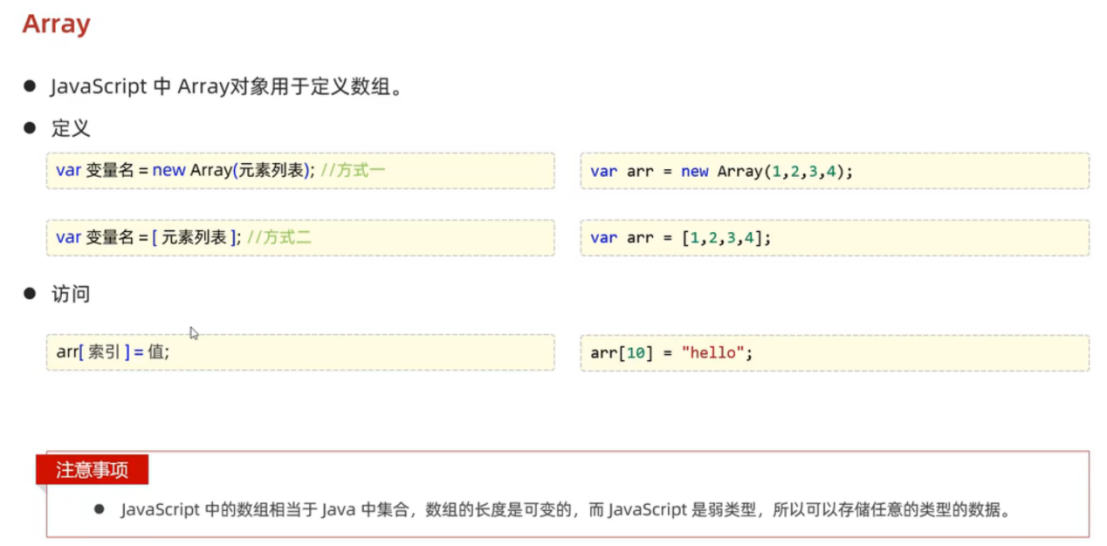 Array
● JavaScript 中 Array对象用于定义数组。
● 定义
var 变量名 = new Array(元素列表); //方式一
var arr = new Array(1,2,3,4);
var 变量名 = [ 元素列表 ]; //方式二
var arr = [1,2,3,4];
● 访问
arr[ 索引 ] = 值;
arr[10] = "hello";
注意事项
● JavaScript 中的数组相当于 Java 中集合，数组的长度是可变的，而 JavaScript 是弱类型，所以可以存储任意的类型的数据。